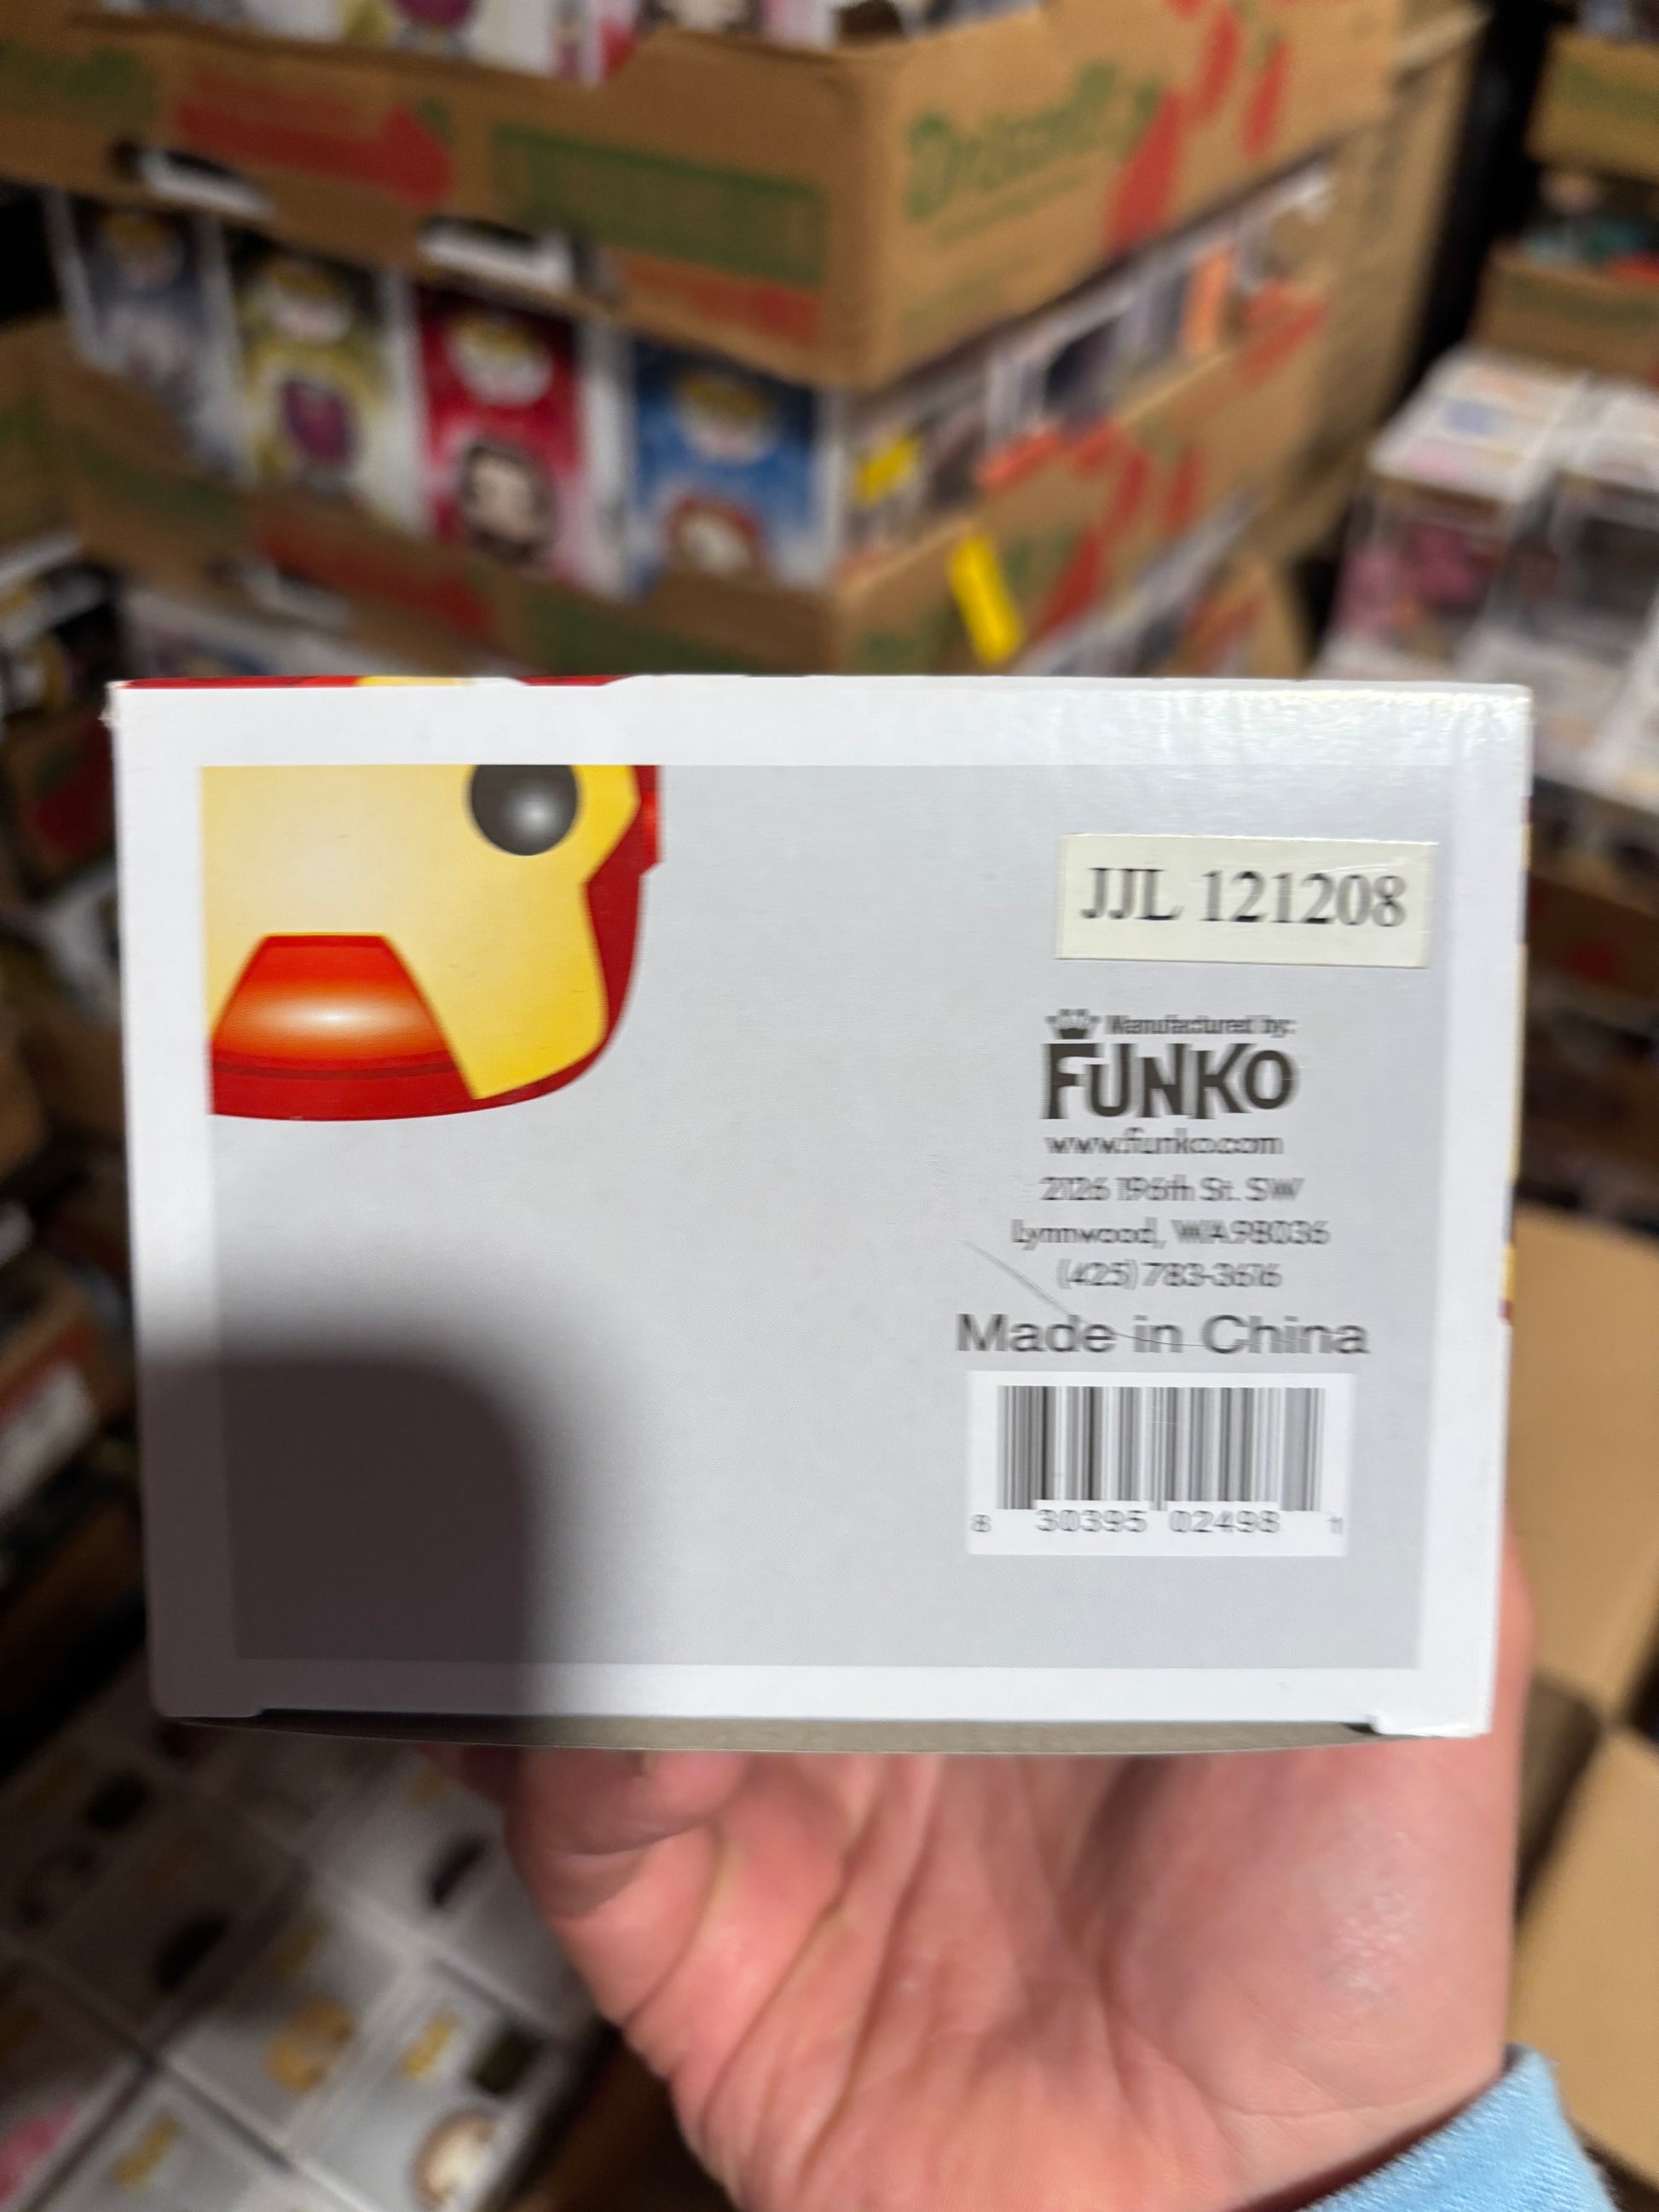 JJL 121208
Manufactured by:
FUNKO
www.funko.com
2126 196th St. SW
Lynnwood, WA 98036
(425) 783-3616
Made in China
8 30395 02498 1